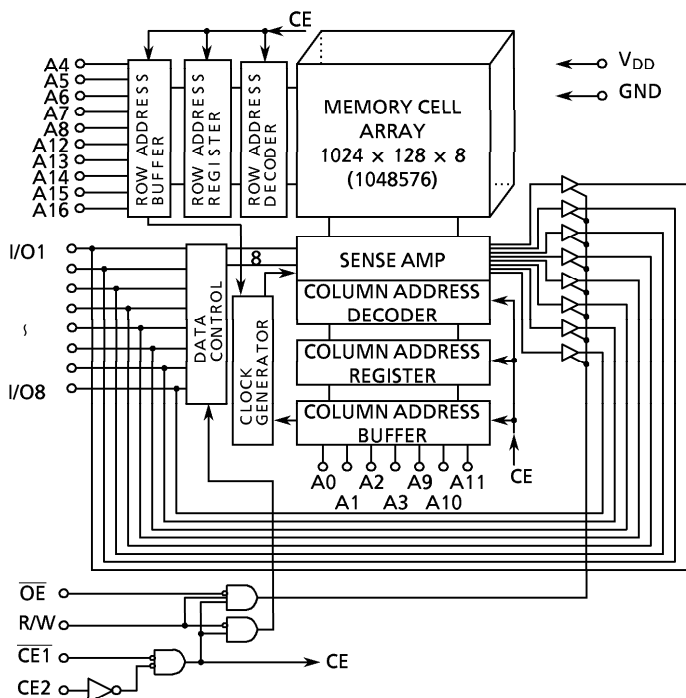 CE
VDD
GND
A4
A5
A6
A7
A8
A12
A13
A14
A15
A16
ROW ADDRESS
BUFFER
ROW ADDRESS
REGISTER
ROW ADDRESS
DECODER
MEMORY CELL
ARRAY
1024 × 128 × 8
(1048576)
I/O1
~
I/O8
DATA
CONTROL
8
CLOCK
GENERATOR
SENSE AMP
COLUMN ADDRESS
DECODER
COLUMN ADDRESS
REGISTER
COLUMN ADDRESS
BUFFER
A0
A1
A2
A3
A9
A10
A11
CE
OE
R/W
CE1
CE2
CE